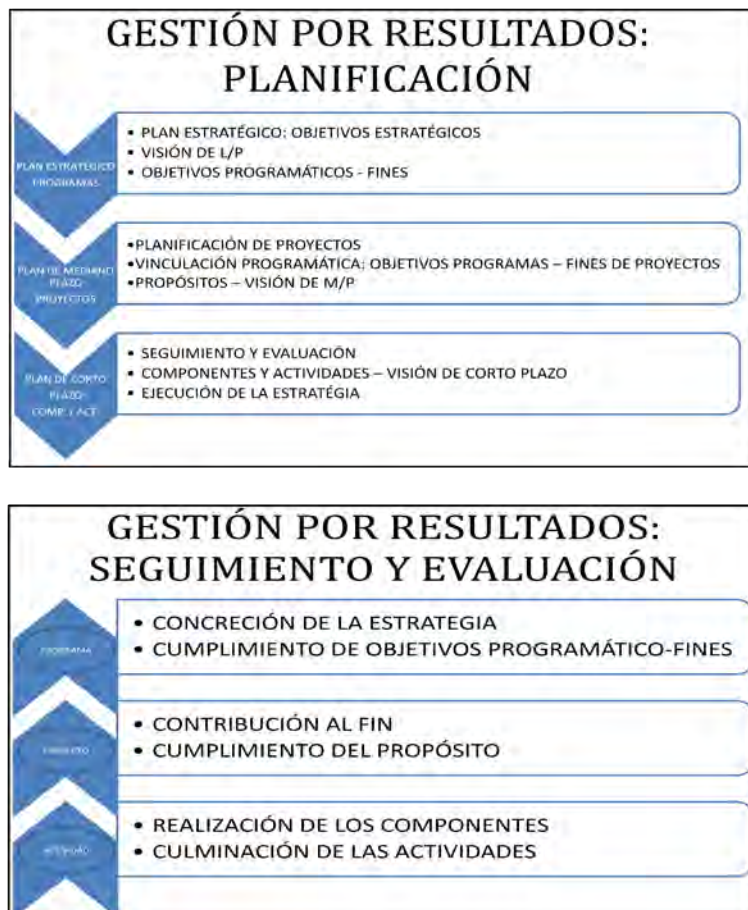 GESTIÓN POR RESULTADOS:
PLANIFICACIÓN
PLAN ESTRATÉGICO
PROGRAMAS
• PLAN ESTRATÉGICO: OBJETIVOS ESTRATÉGICOS
• VISIÓN DE L/P
• OBJETIVOS PROGRAMÁTICOS - FINES
PLAN DE MEDIANO
PLAZO
PROYECTOS
•PLANIFICACIÓN DE PROYECTOS
•VINCULACIÓN PROGRAMÁTICA: OBJETIVOS PROGRAMAS – FINES DE PROYECTOS
•PROPÓSITOS – VISIÓN DE M/P
PLAN DE CORTO
PLAZO
• SEGUIMIENTO Y EVALUACIÓN
• COMPONENTES Y ACTIVIDADES – VISIÓN DE CORTO PLAZO
• EJECUCIÓN DE LA ESTRATÉGIA
GESTIÓN POR RESULTADOS:
SEGUIMIENTO Y EVALUACIÓN
PROGRAMA
• CONCRECIÓN DE LA ESTRATEGIA
• CUMPLIMIENTO DE OBJETIVOS PROGRAMÁTICO-FINES
PROYECTO
• CONTRIBUCIÓN AL FIN
• CUMPLIMIENTO DEL PROPÓSITO
ACTIVIDAD
• REALIZACIÓN DE LOS COMPONENTES
• CULMINACIÓN DE LAS ACTIVIDADES